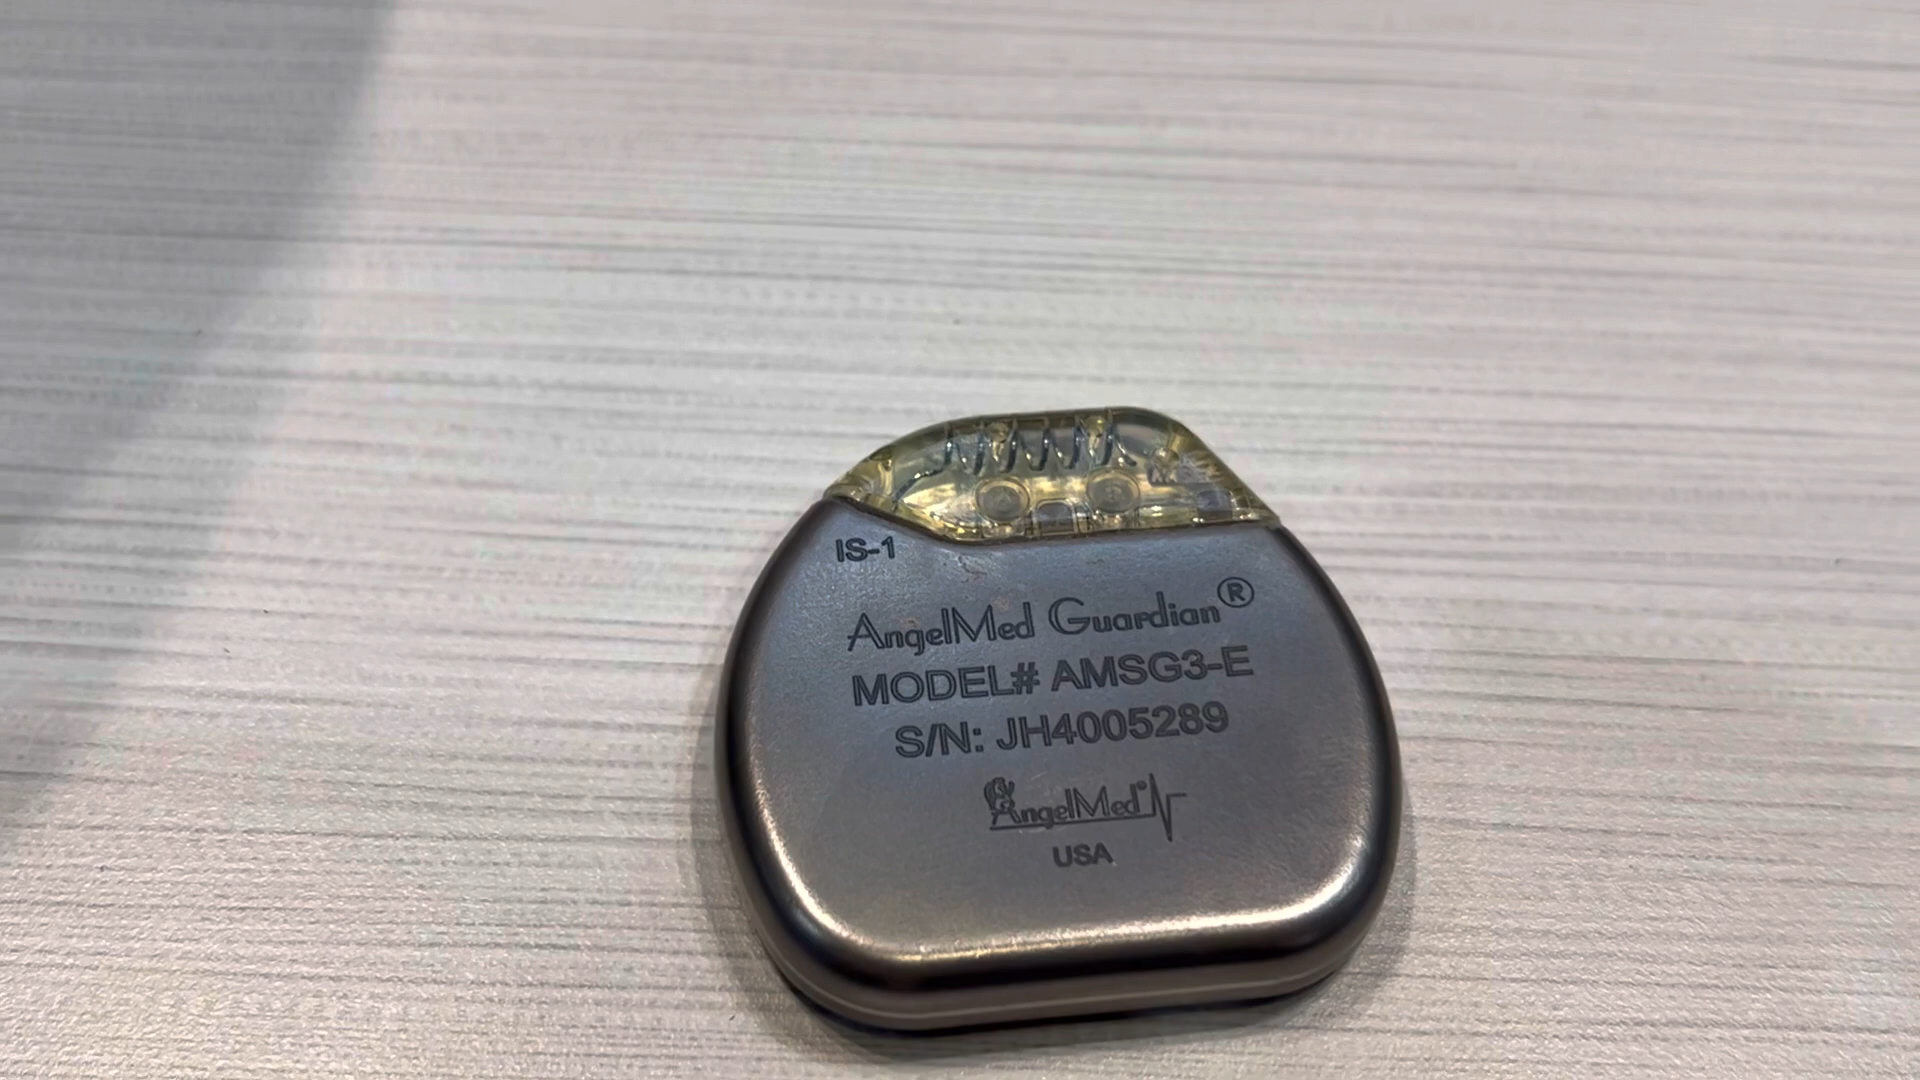 IS-1
AngelMed Guardian®
MODEL# AMSG3-E
S/N: JH4005289
AngelMed®
USA